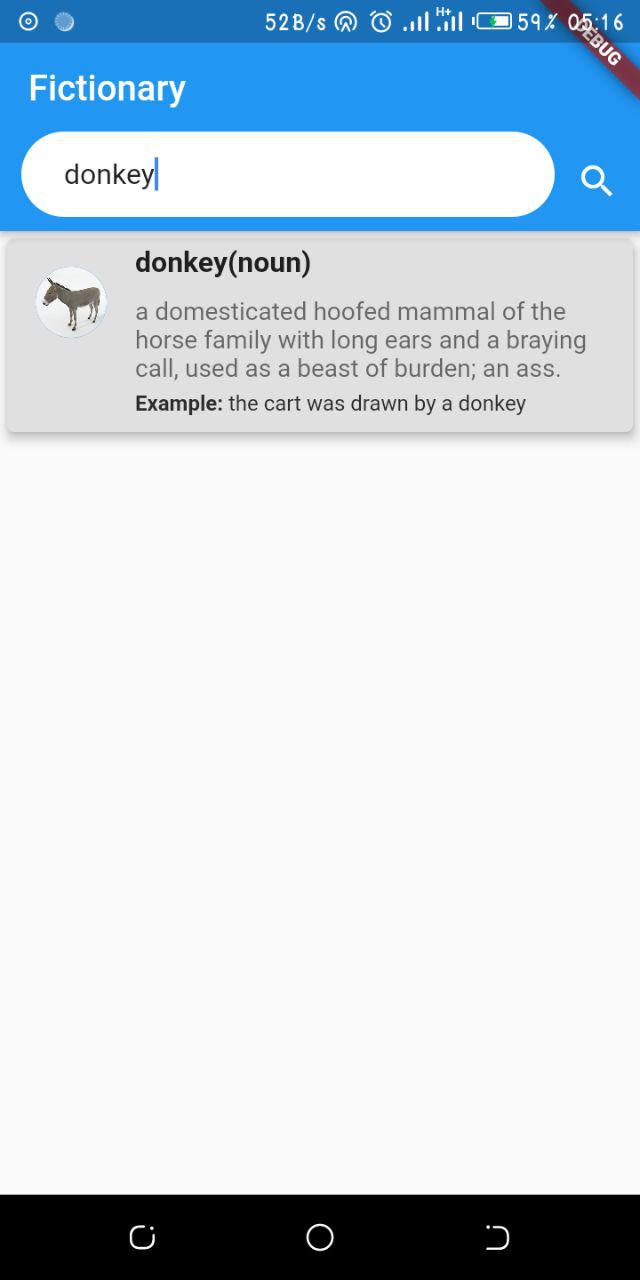 52B/s H+ 59% 05:16
DEBUG
Fictionary
donkey
donkey(noun)
a domesticated hoofed mammal of the
horse family with long ears and a braying
call, used as a beast of burden; an ass.
Example: the cart was drawn by a donkey